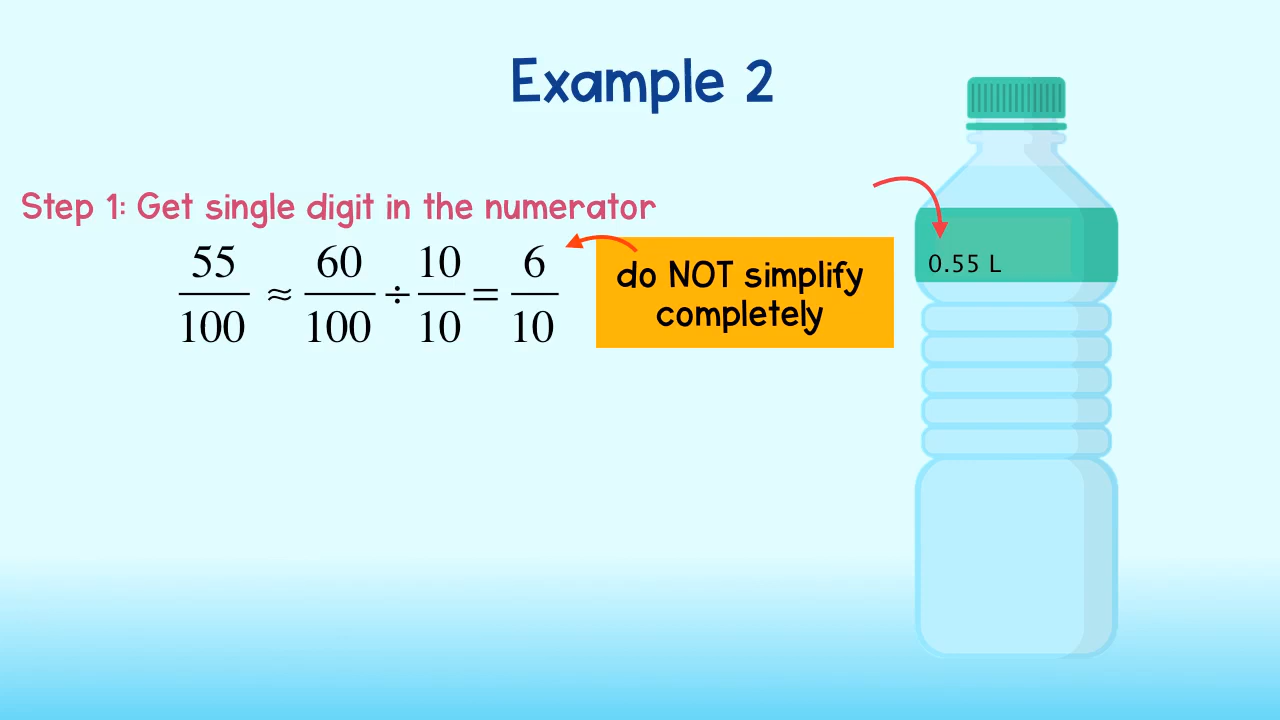 Example 2
Step 1: Get single digit in the numerator
55/100 ≈ 60/100 ÷ 10/10 = 6/10
do NOT simplify
completely
0.55 L